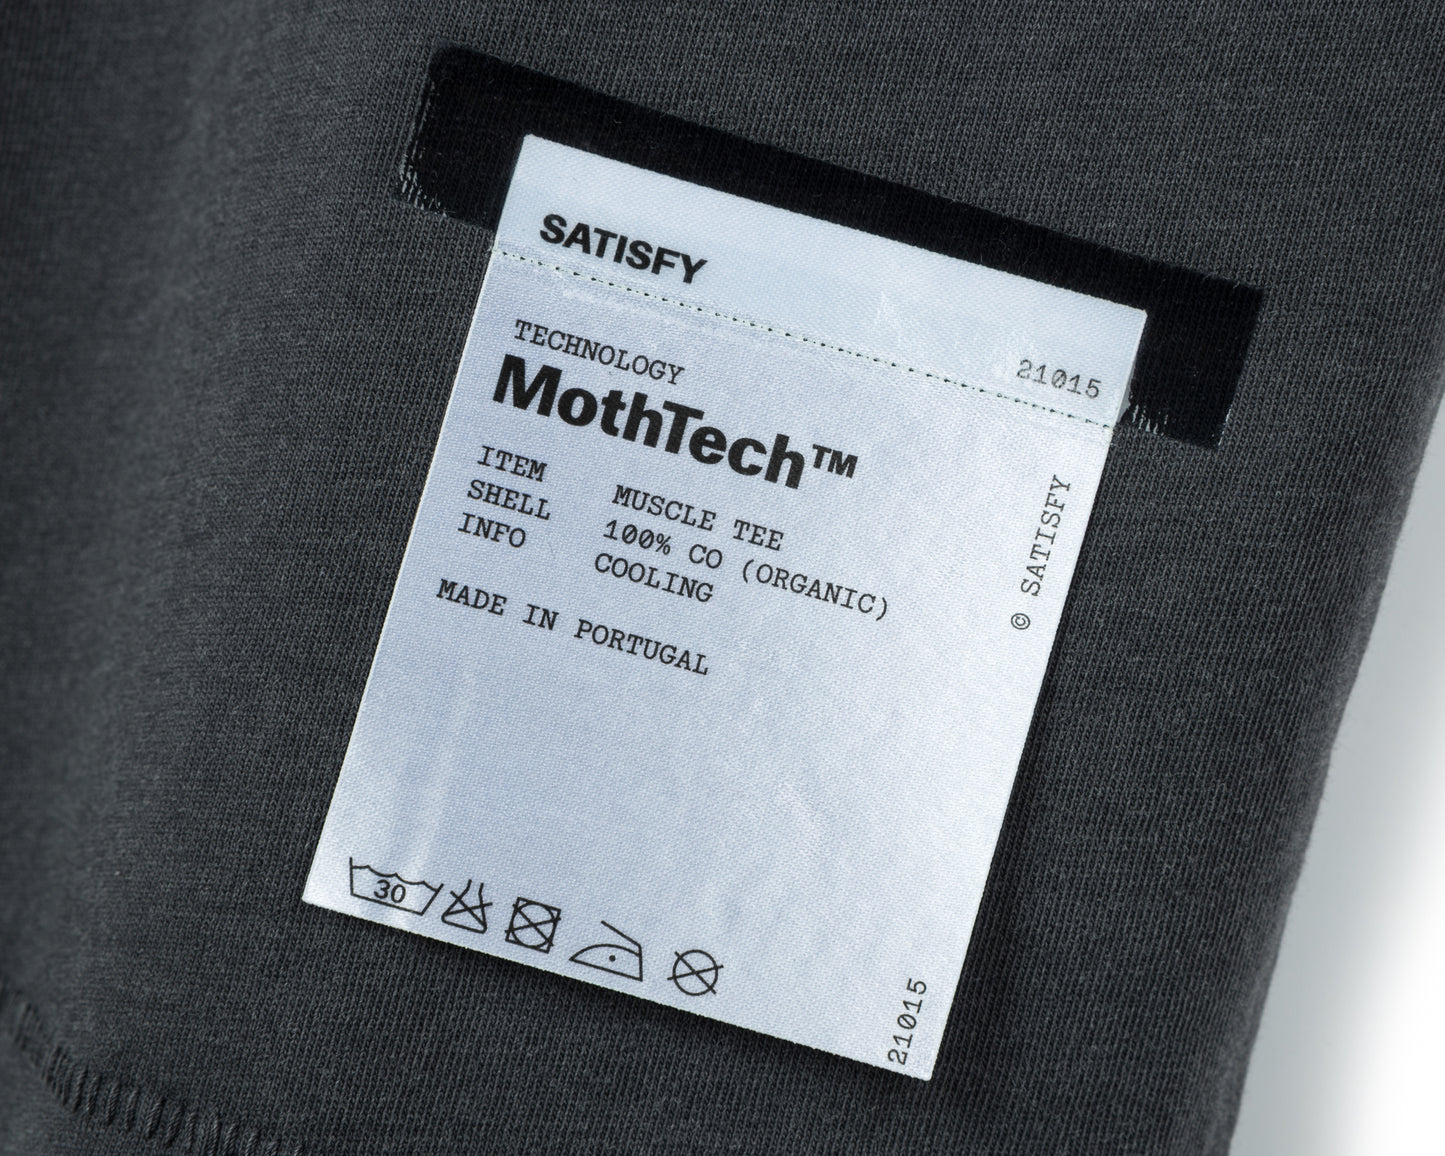 SATISFY
21015
TECHNOLOGY
MothTech™
ITEM MUSCLE TEE
SHELL 100% CO (ORGANIC)
INFO COOLING
MADE IN PORTUGAL
© SATISFY
30
21015